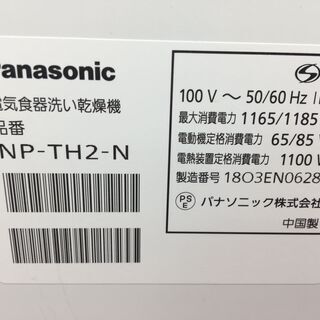 Panasonic
電気食器洗い乾燥機
品番
NP-TH2-N
100 V ～ 50/60 Hz
最大消費電力 1165/1185
電動機定格消費電力 65/85
電熱装置定格消費電力 1100
製造番号 18O3EN0628
PS
E
パナソニック株式会
中国製